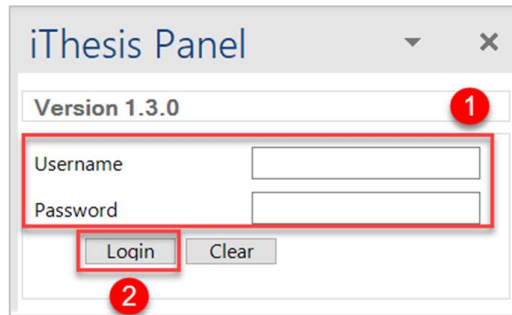 iThesis Panel
Version 1.3.0
1
Username
Password
Login Clear
2